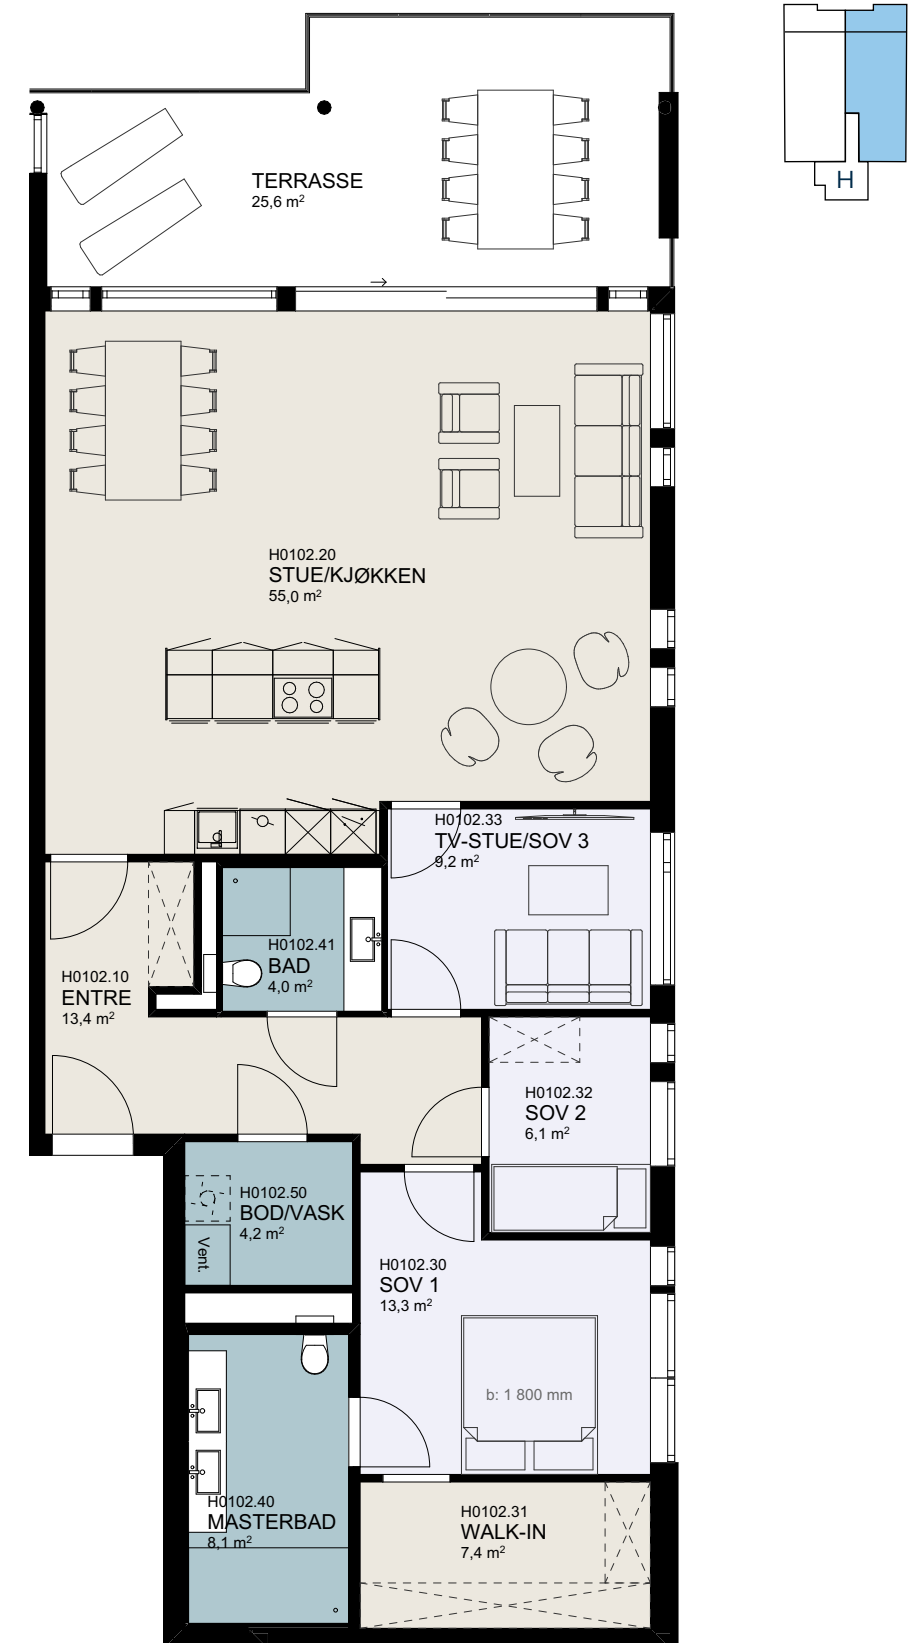 H
TERRASSE
25,6 m²
H0102.20
STUE/KJØKKEN
55,0 m²
H0102.33
TV-STUE/SOV 3
9,2 m²
H0102.41
BAD
4,0 m²
H0102.10
ENTRE
13,4 m²
H0102.32
SOV 2
6,1 m²
H0102.50
BOD/VASK
4,2 m²
Vent.
H0102.30
SOV 1
13,3 m²
b: 1 800 mm
H0102.40
MASTERBAD
8,1 m²
H0102.31
WALK-IN
7,4 m²